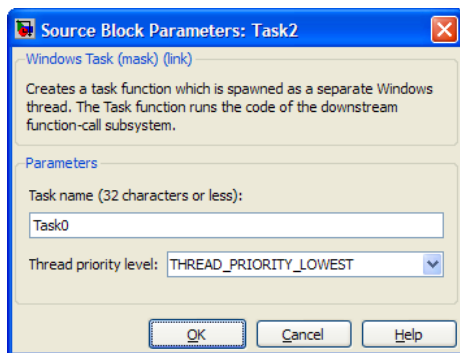 Source Block Parameters: Task2
Windows Task (mask) (link)
Creates a task function which is spawned as a separate Windows
thread. The Task function runs the code of the downstream
function-call subsystem.
Parameters
Task name (32 characters or less):
Task0
Thread priority level: THREAD_PRIORITY_LOWEST
OK Cancel Help